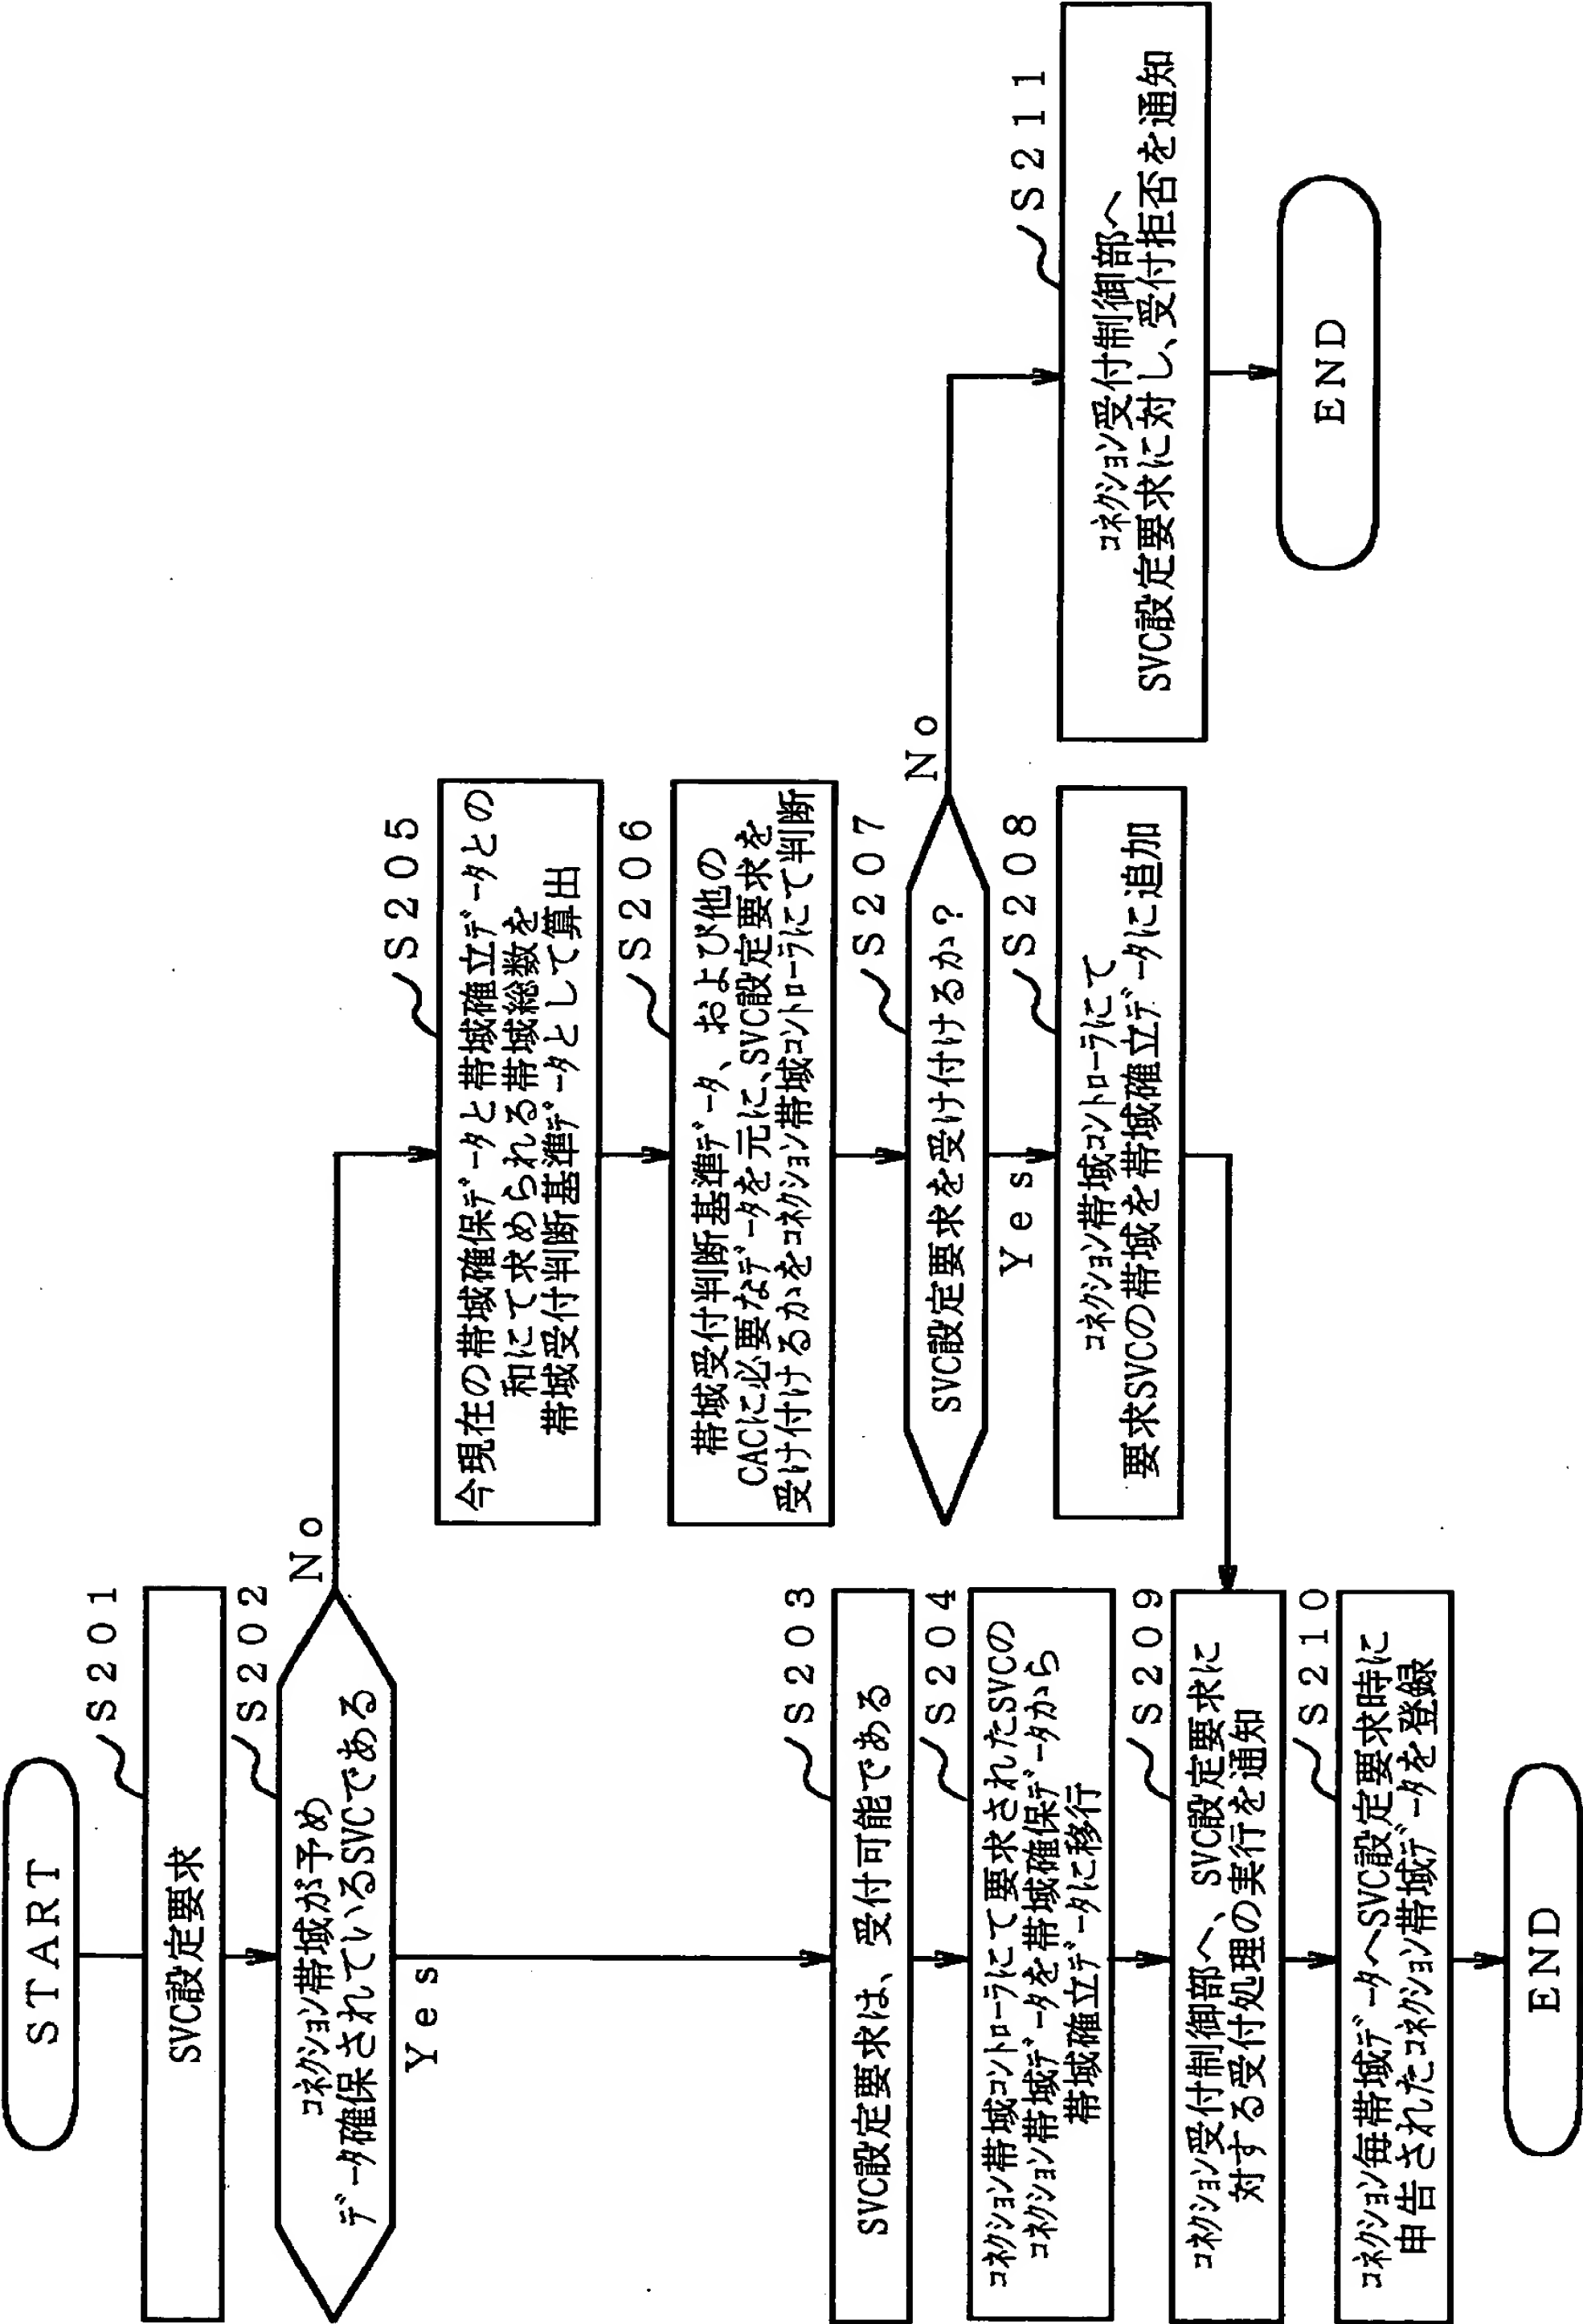 START
S201
SVC設定要求
S202
コネクション帯域が予め
データ確保されているSVCである
No
Yes
S203
SVC設定要求は、受付可能である
S204
コネクション帯域コントローラにて要求されたSVCの
コネクション帯域データを帯域確保データから
帯域確立データに移行
S205
今現在の帯域確保データと帯域確立データとの
和にて求められる帯域総数を
帯域受付判断基準データとして算出
S206
帯域受付判断基準データ、および他の
CACに必要なデータを元に、SVC設定要求を
受け付けるかをコネクション帯域コントローラにて判断
S207
SVC設定要求を受け付けるか?
No
Yes
S208
コネクション帯域コントローラにて
要求SVCの帯域を帯域確立データに追加
S209
コネクション受付制御部へ、SVC設定要求に
対する受付処理の実行を通知
S210
コネクション毎帯域データへSVC設定要求時に
申告されたコネクション帯域データを登録
END
S211
コネクション受付制御部へ
SVC設定要求に対し、受付拒否を通知
END